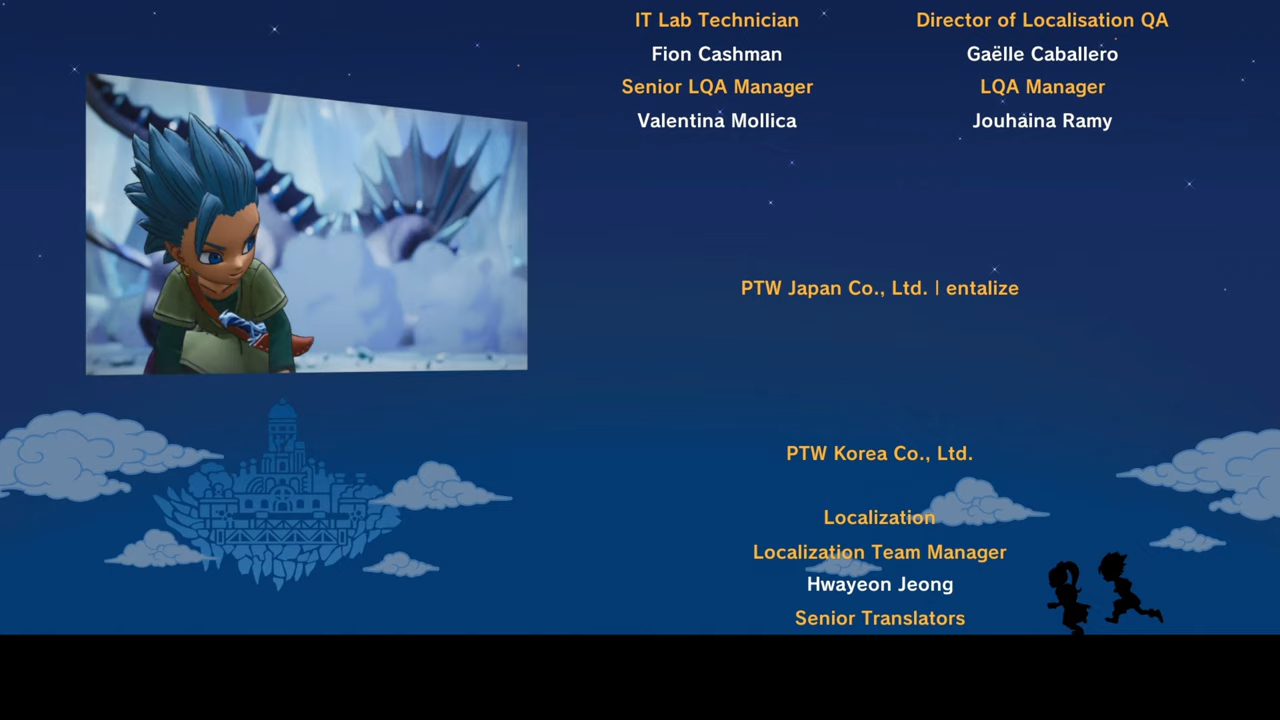 IT Lab Technician
Fion Cashman
Senior LQA Manager
Valentina Mollica
Director of Localisation QA
Gaëlle Caballero
LQA Manager
Jouhaina Ramy
PTW Japan Co., Ltd. | entalize
PTW Korea Co., Ltd.
Localization
Localization Team Manager
Hwayeon Jeong
Senior Translators